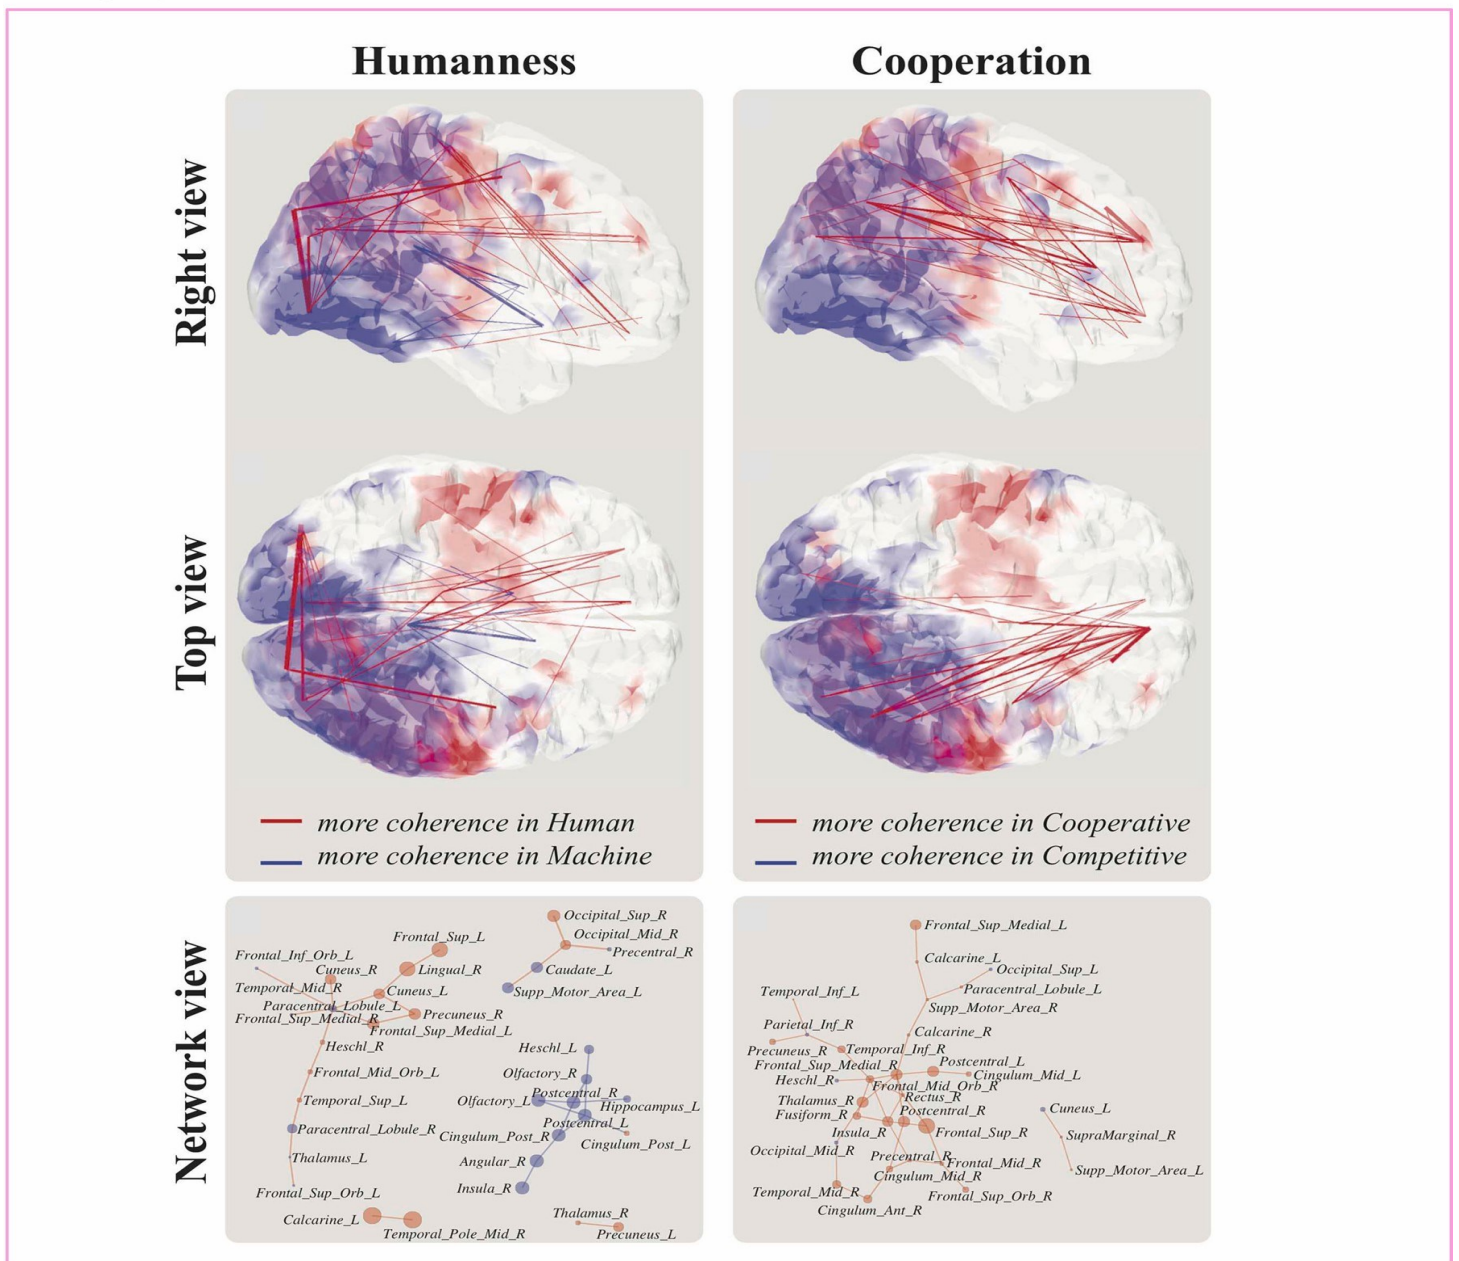 Humanness
Cooperation
Right view
Top view
more coherence in Human
more coherence in Machine
more coherence in Cooperative
more coherence in Competitive
Network view
Occipital_Sup_R
Occipital_Mid_R
Precentral_R
Frontal_Sup_L
Frontal_Inf_Orb_L
Cuneus_R
Lingual_R
Caudate_L
Temporal_Mid_R
Cuneus_L
Supp_Motor_Area_L
Paracentral_Lobule_L
Frontal_Sup_Medial_R
Precuneus_R
Frontal_Sup_Medial_L
Heschl_R
Heschl_L
Frontal_Mid_Orb_L
Olfactory_R
Postcentral_R
Temporal_Sup_L
Olfactory_L
Hippocampus_L
Postcentral_L
Paracentral_Lobule_R
Cingulum_Post_R
Cingulum_Post_L
Thalamus_L
Angular_R
Frontal_Sup_Orb_L
Insula_R
Calcarine_L
Thalamus_R
Temporal_Pole_Mid_R
Precuneus_L
Frontal_Sup_Medial_L
Calcarine_L
Occipital_Sup_L
Temporal_Inf_L
Paracentral_Lobule_L
Supp_Motor_Area_R
Parietal_Inf_R
Calcarine_R
Precuneus_R
Temporal_Inf_R
Frontal_Sup_Medial_R
Postcentral_L
Heschl_R
Cingulum_Mid_L
Frontal_Mid_Orb_R
Thalamus_R
Rectus_R
Fusiform_R
Postcentral_R
Cuneus_L
Insula_R
Frontal_Sup_R
SupraMarginal_R
Occipital_Mid_R
Precentral_R
Frontal_Mid_R
Supp_Motor_Area_L
Cingulum_Mid_R
Temporal_Mid_R
Frontal_Sup_Orb_R
Cingulum_Ant_R